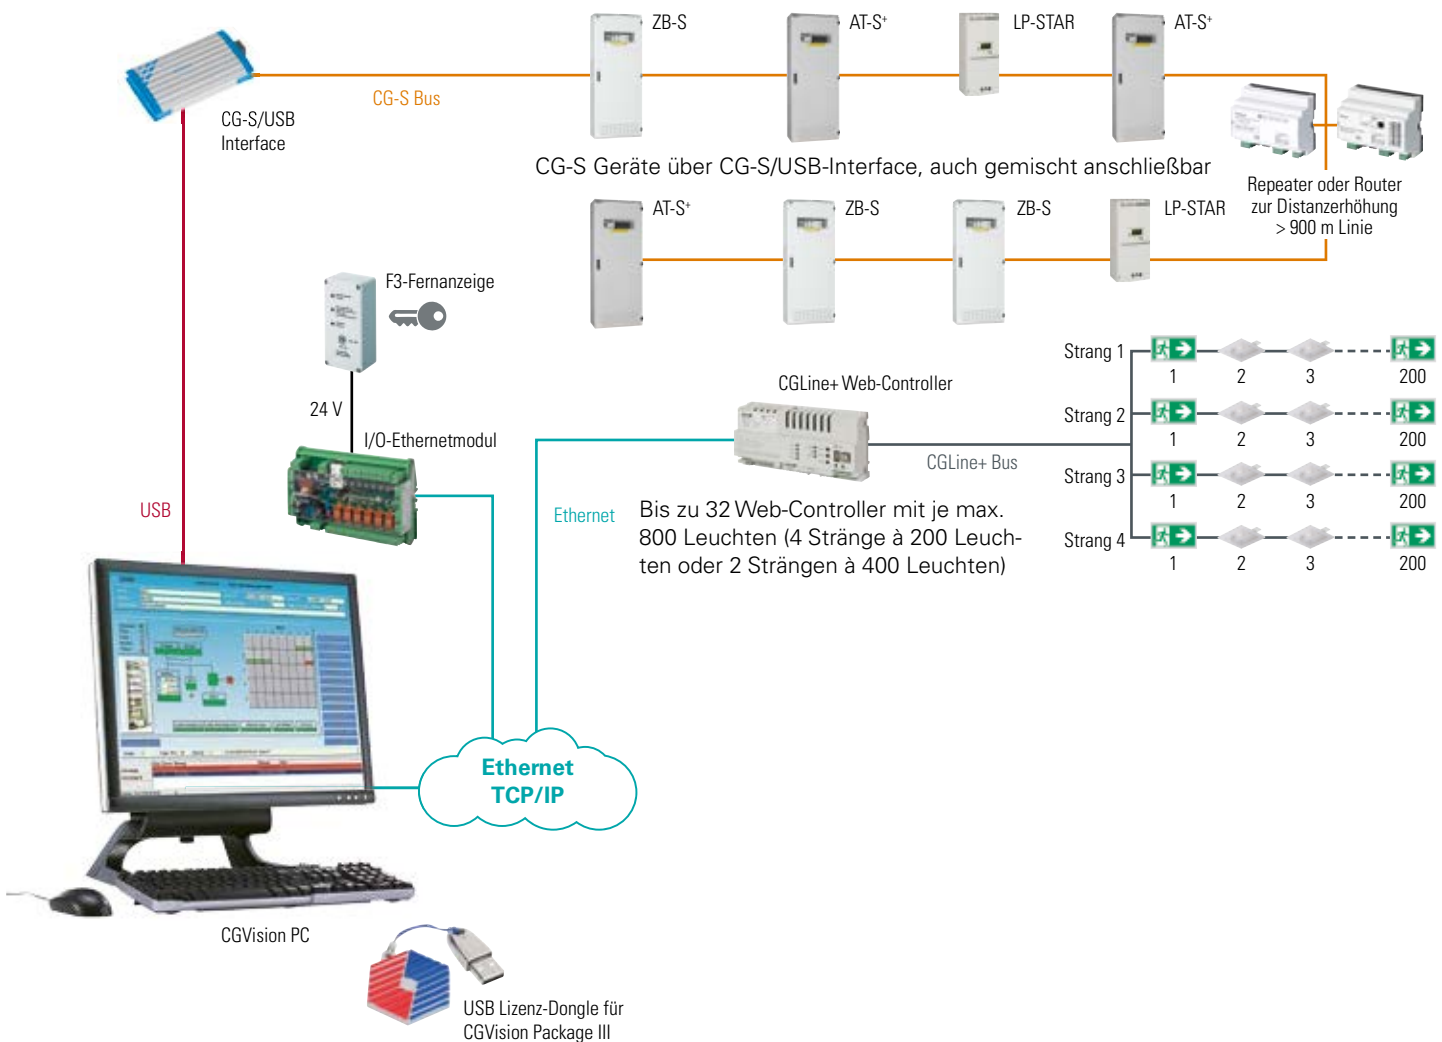 ZB-S
AT-S+
LP-STAR
AT-S+
CG-S Bus
CG-S/USB
Interface
CG-S Geräte über CG-S/USB-Interface, auch gemischt anschließbar
Repeater oder Router
zur Distanzerhöhung
> 900 m Linie
AT-S+
ZB-S
ZB-S
LP-STAR
F3-Fernanzeige
24 V
I/O-Ethernetmodul
USB
CGLine+ Web-Controller
CGLine+ Bus
Ethernet
Bis zu 32 Web-Controller mit je max.
800 Leuchten (4 Stränge à 200 Leuch-
ten oder 2 Strängen à 400 Leuchten)
Strang 1
1 2 3 200
Strang 2
1 2 3 200
Strang 3
1 2 3 200
Strang 4
1 2 3 200
Ethernet
TCP/IP
CGVision PC
USB Lizenz-Dongle für
CGVision Package III